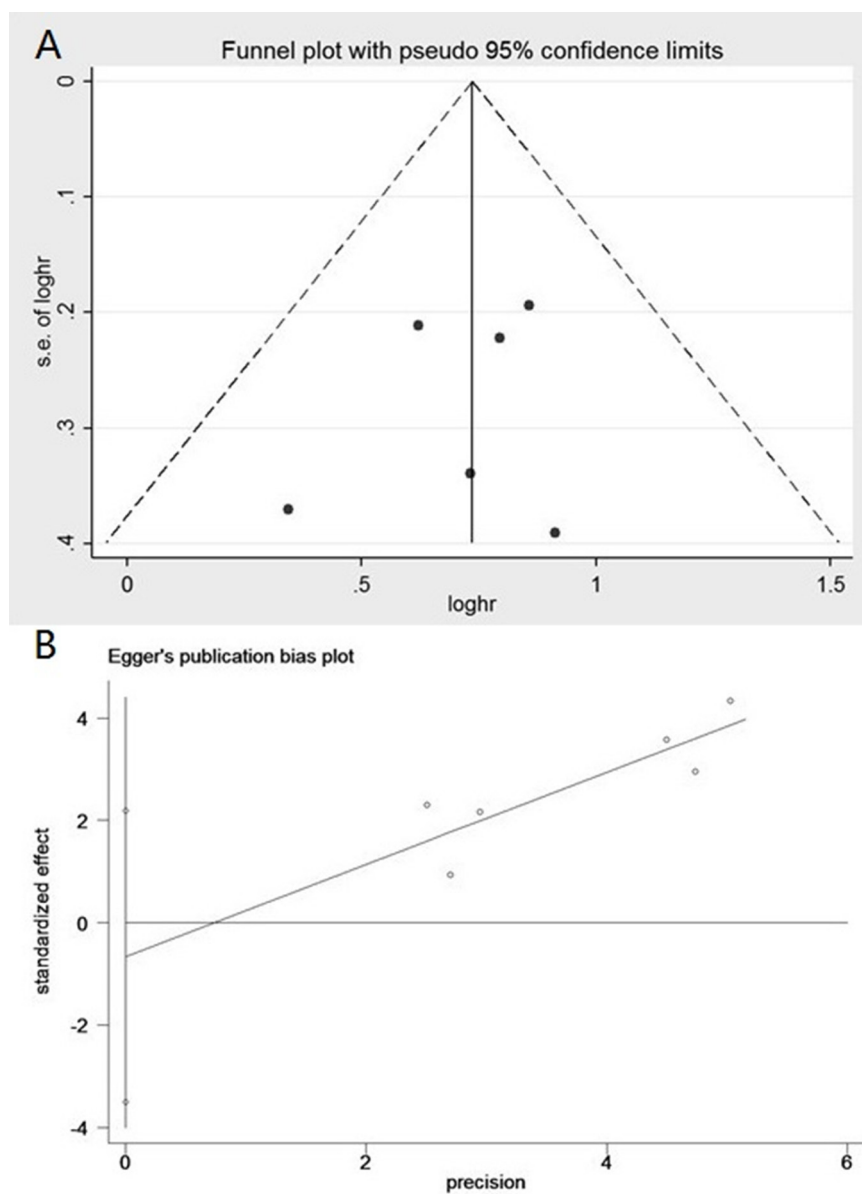 A
Funnel plot with pseudo 95% confidence limits
s.e. of loghr
0
.1
.2
.3
.4
0 .5 1 1.5
loghr
B
Egger's publication bias plot
standardized effect
4
2
0
-2
-4
0 2 4 6
precision